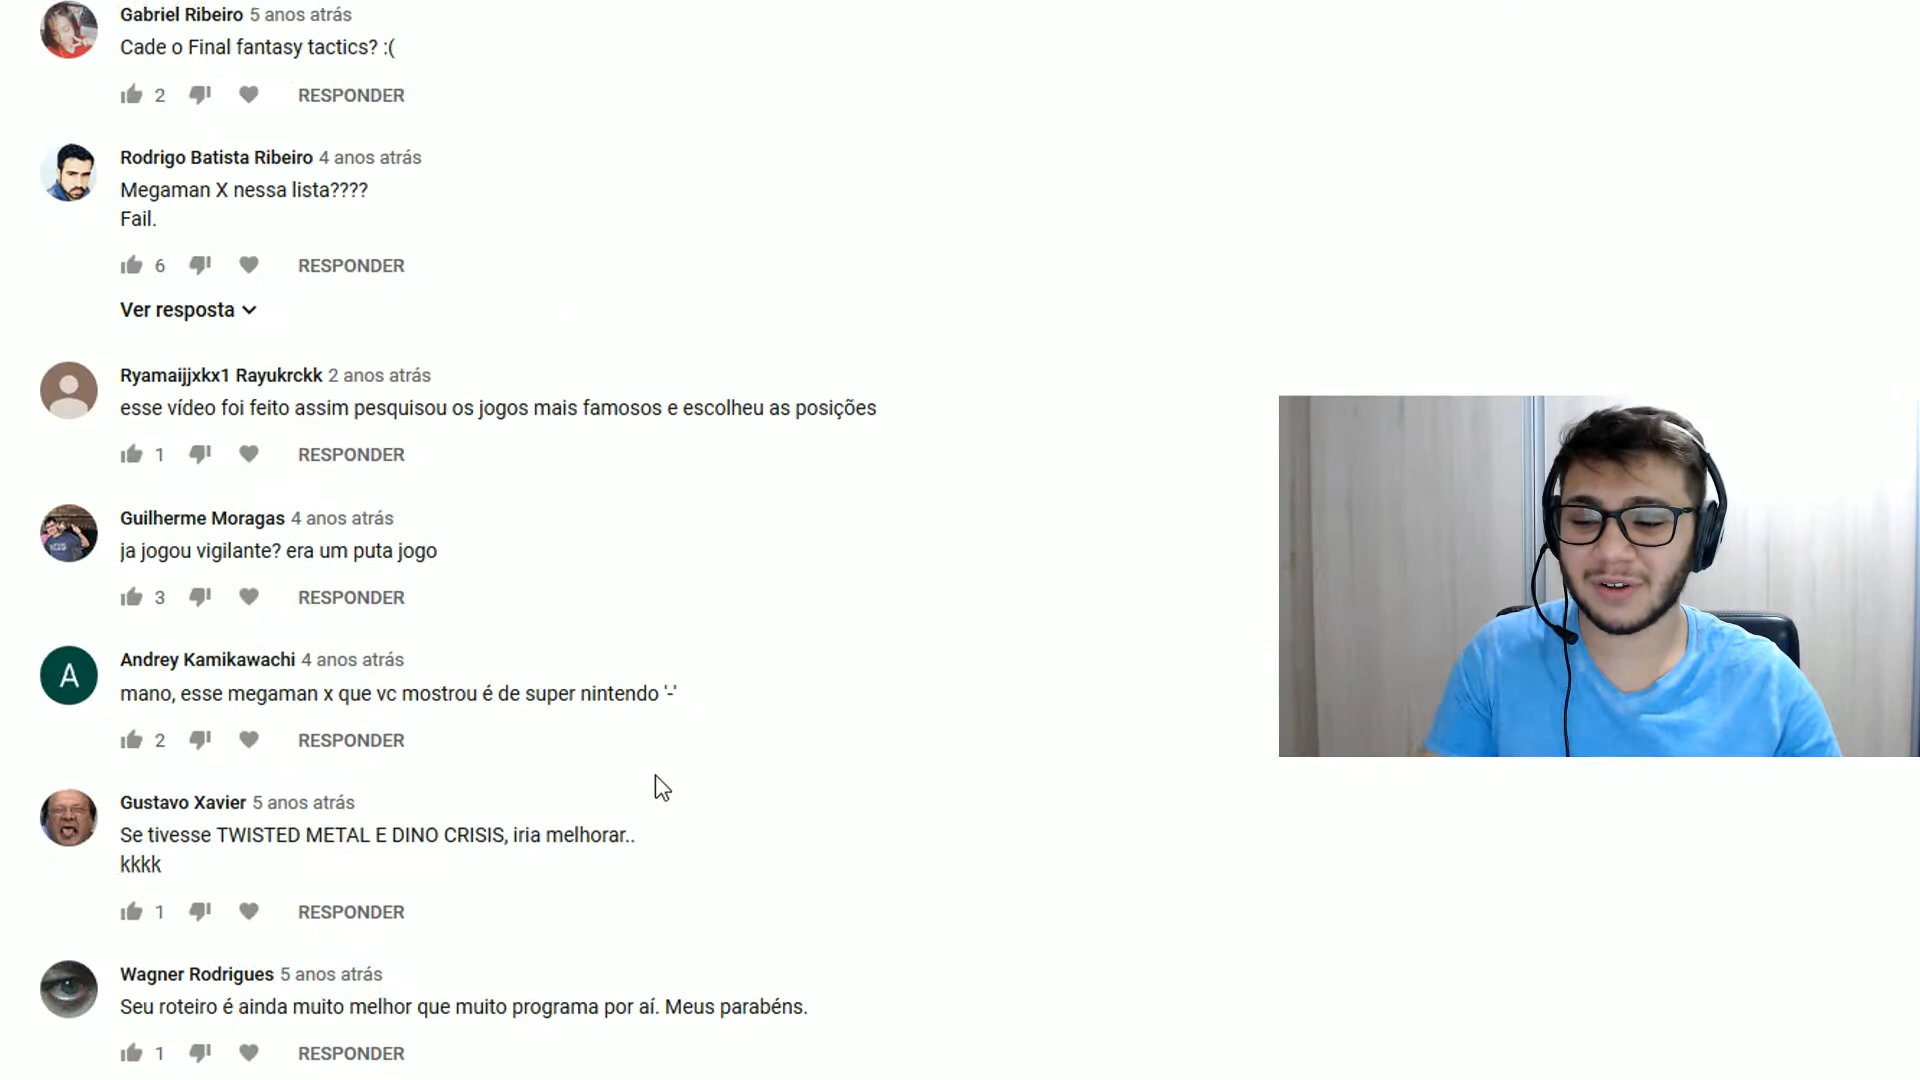 Gabriel Ribeiro 5 anos atrás
Cade o Final fantasy tactics? :(
2 RESPONDER
Rodrigo Batista Ribeiro 4 anos atrás
Megaman X nessa lista????
Fail.
6 RESPONDER
Ver resposta
Ryamaijjxkx1 Rayukrckk 2 anos atrás
esse vídeo foi feito assim pesquisou os jogos mais famosos e escolheu as posições
1 RESPONDER
Guilherme Moragas 4 anos atrás
ja jogou vigilante? era um puta jogo
3 RESPONDER
A
Andrey Kamikawachi 4 anos atrás
mano, esse megaman x que vc mostrou é de super nintendo '-'
2 RESPONDER
Gustavo Xavier 5 anos atrás
Se tivesse TWISTED METAL E DINO CRISIS, iria melhorar..
kkkk
1 RESPONDER
Wagner Rodrigues 5 anos atrás
Seu roteiro é ainda muito melhor que muito programa por aí. Meus parabéns.
1 RESPONDER